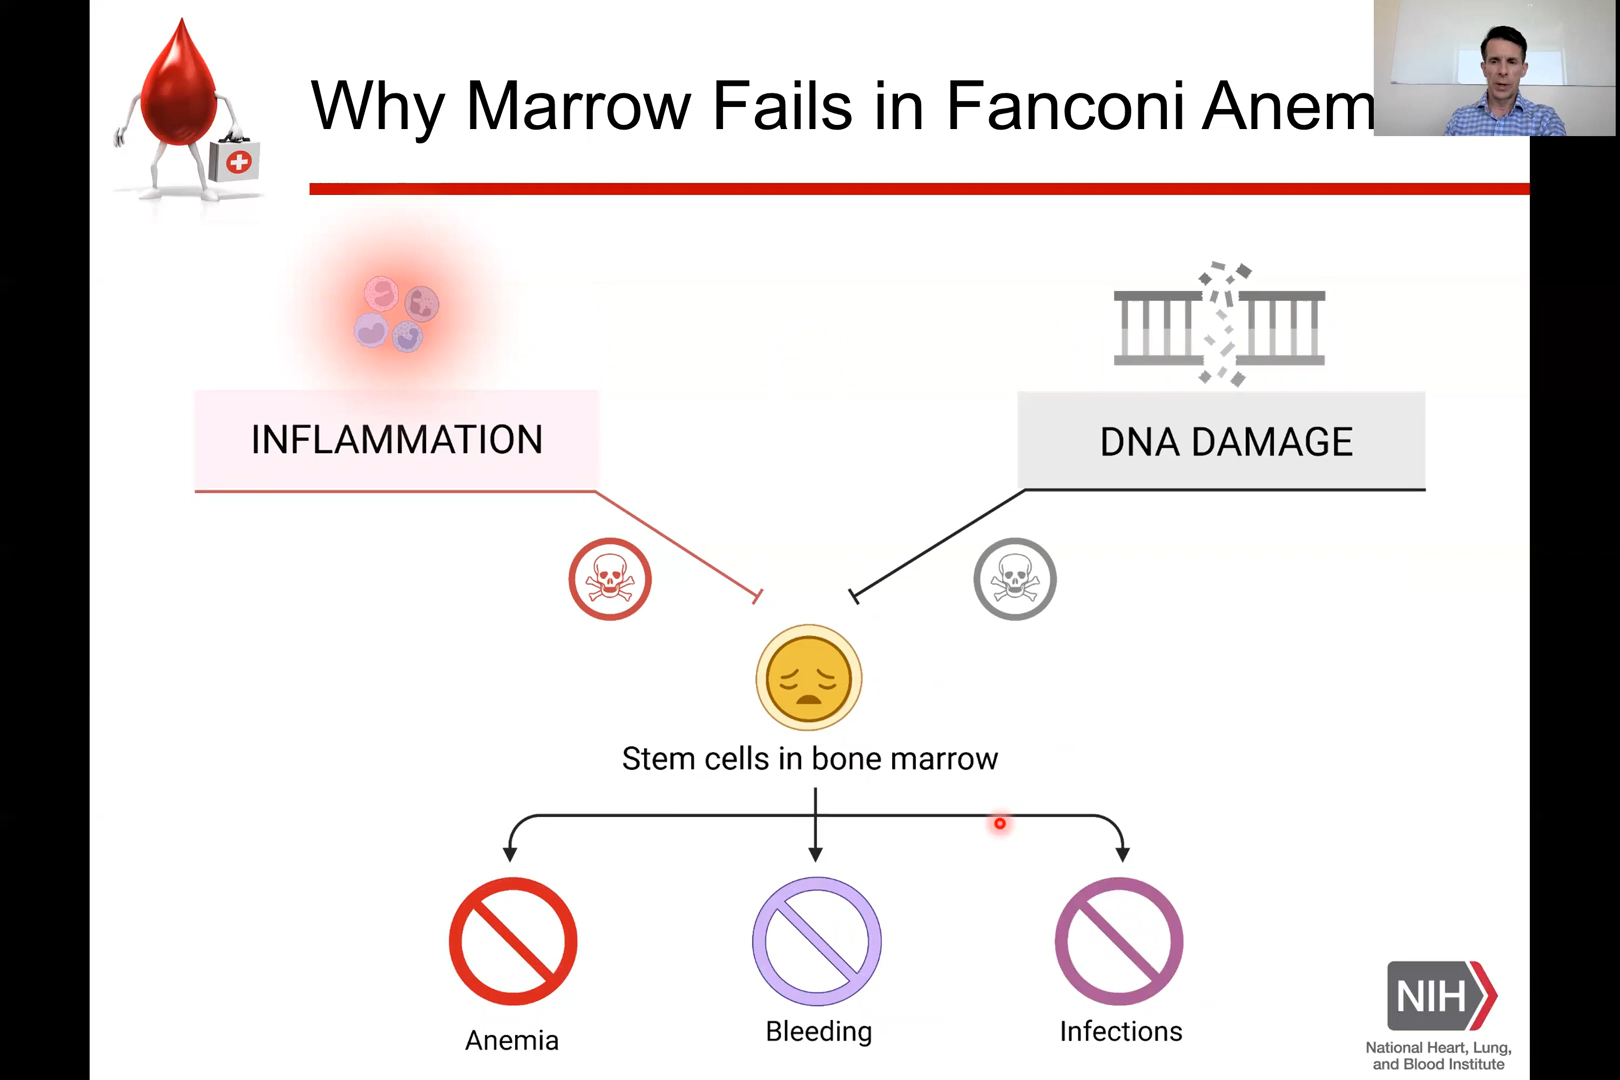 Why Marrow Fails in Fanconi Anem
INFLAMMATION
DNA DAMAGE
Stem cells in bone marrow
Anemia
Bleeding
Infections
NIH
National Heart, Lung,
and Blood Institute